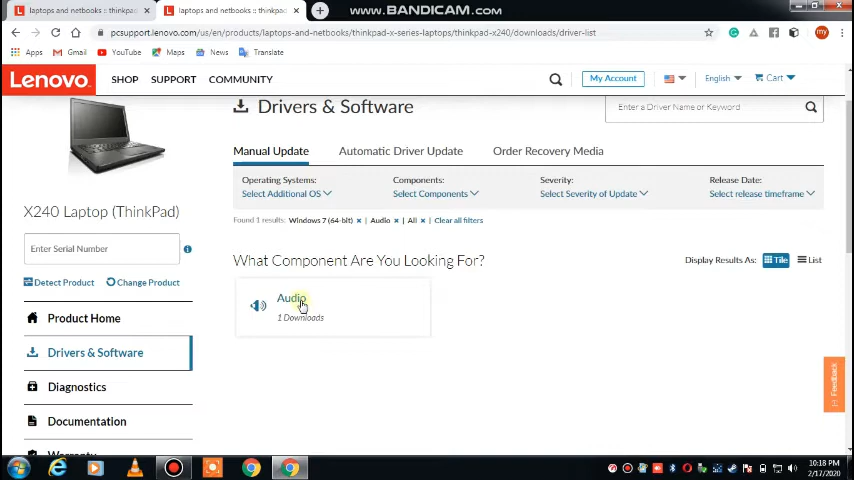 laptops and netbooks :: thinkpad
laptops and netbooks :: thinkpad
WWW.BANDICAM.COM
pcsupport.lenovo.com/us/en/products/laptops-and-netbooks/thinkpad-x-series-laptops/thinkpad-x240/downloads/driver-list
Apps
Gmail
YouTube
Maps
News
Translate
Lenovo
SHOP
SUPPORT
COMMUNITY
My Account
English
Cart
Drivers & Software
Enter a Driver Name or Keyword
Manual Update
Automatic Driver Update
Order Recovery Media
Operating Systems:
Components:
Severity:
Release Date:
Select Additional OS
Select Components
Select Severity of Update
Select release timeframe
Found 1 results: Windows 7 (64-bit) × | Audio × | All × Clear all filters
X240 Laptop (ThinkPad)
Enter Serial Number
Detect Product
Change Product
What Component Are You Looking For?
Display Results As:
Tile
List
Audio
1 Downloads
Product Home
Drivers & Software
Diagnostics
Documentation
Warranty
Feedback
10:18 PM
2/17/2020